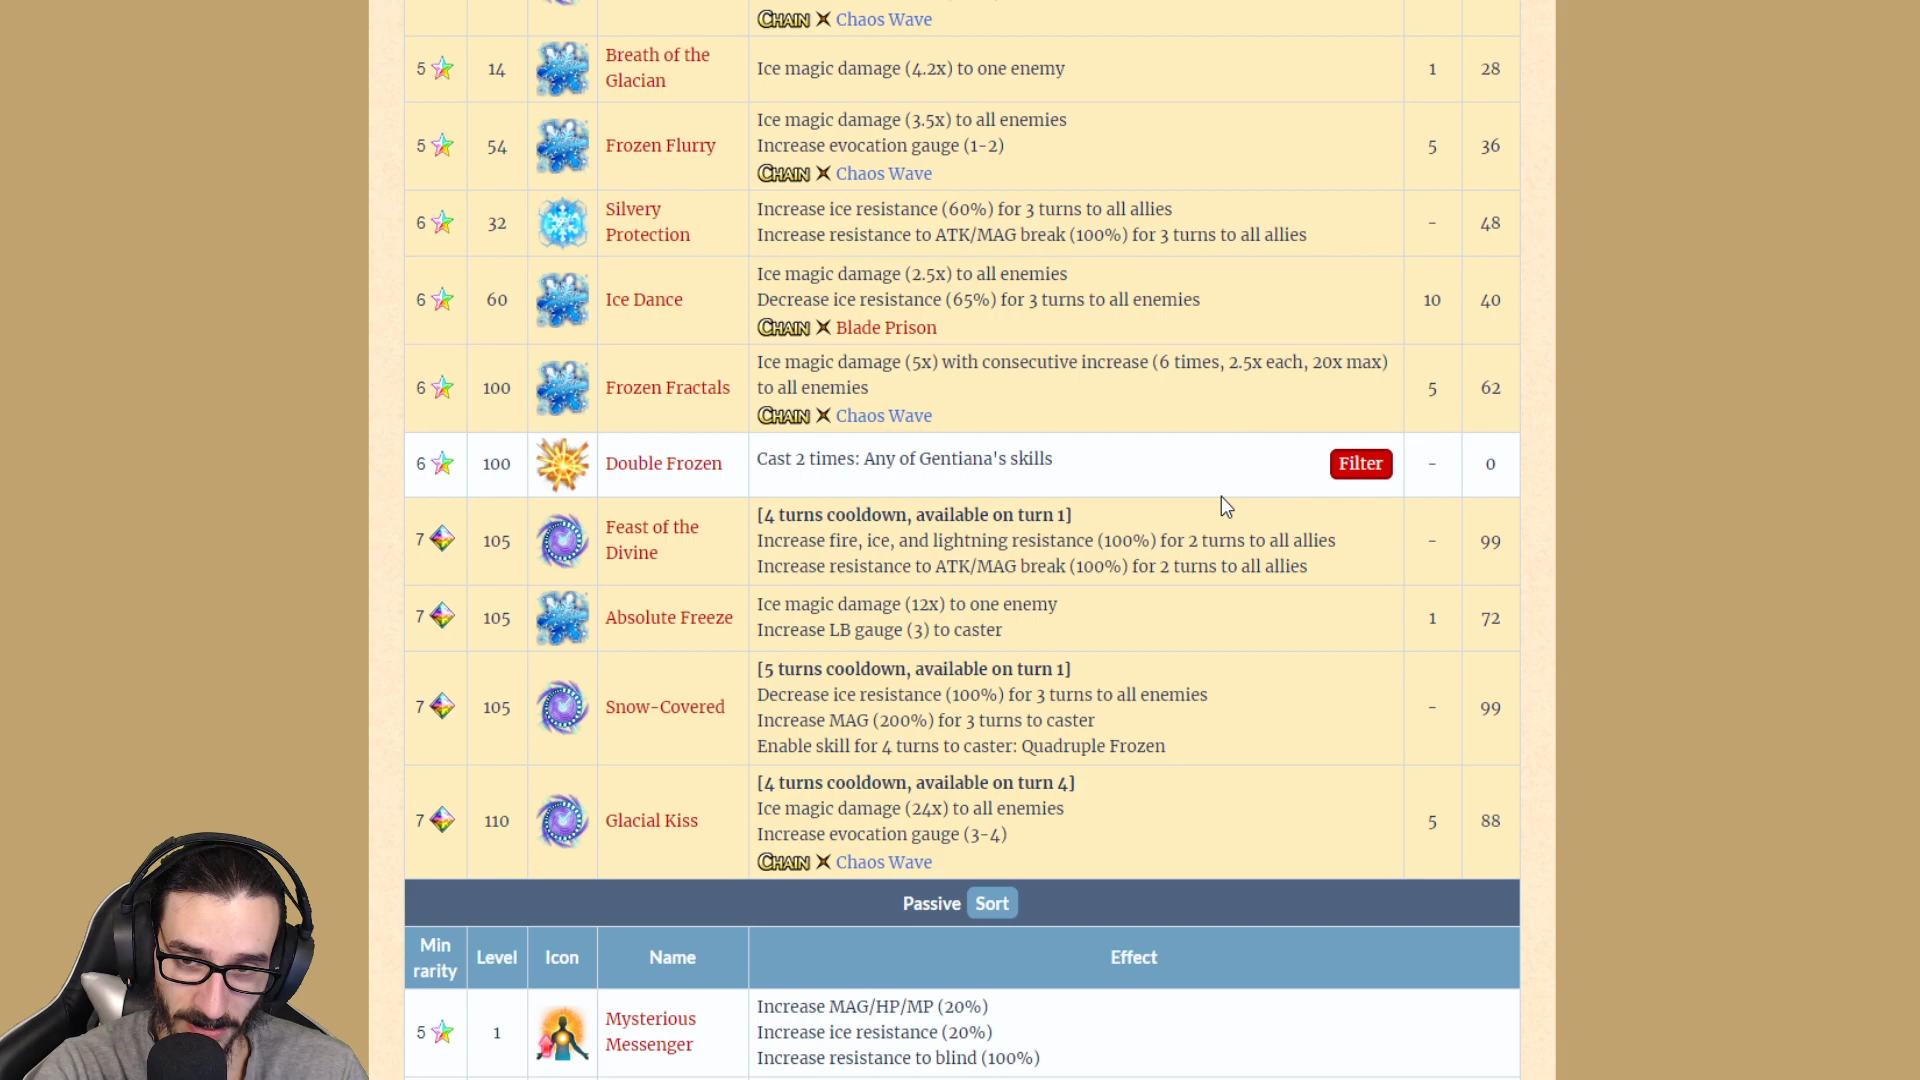 CHAIN Chaos Wave
5 14 Breath of the Glacian Ice magic damage (4.2x) to one enemy 1 28
5 54 Frozen Flurry Ice magic damage (3.5x) to all enemies
Increase evocation gauge (1-2)
CHAIN Chaos Wave 5 36
6 32 Silvery Protection Increase ice resistance (60%) for 3 turns to all allies
Increase resistance to ATK/MAG break (100%) for 3 turns to all allies - 48
6 60 Ice Dance Ice magic damage (2.5x) to all enemies
Decrease ice resistance (65%) for 3 turns to all enemies
CHAIN Blade Prison 10 40
6 100 Frozen Fractals Ice magic damage (5x) with consecutive increase (6 times, 2.5x each, 20x max)
to all enemies
CHAIN Chaos Wave 5 62
6 100 Double Frozen Cast 2 times: Any of Gentiana's skills Filter - 0
7 105 Feast of the Divine [4 turns cooldown, available on turn 1]
Increase fire, ice, and lightning resistance (100%) for 2 turns to all allies
Increase resistance to ATK/MAG break (100%) for 2 turns to all allies - 99
7 105 Absolute Freeze Ice magic damage (12x) to one enemy
Increase LB gauge (3) to caster 1 72
7 105 Snow-Covered [5 turns cooldown, available on turn 1]
Decrease ice resistance (100%) for 3 turns to all enemies
Increase MAG (200%) for 3 turns to caster
Enable skill for 4 turns to caster: Quadruple Frozen - 99
7 110 Glacial Kiss [4 turns cooldown, available on turn 4]
Ice magic damage (24x) to all enemies
Increase evocation gauge (3-4)
CHAIN Chaos Wave 5 88
Passive Sort
Min rarity Level Icon Name Effect
5 1 Mysterious Messenger Increase MAG/HP/MP (20%)
Increase ice resistance (20%)
Increase resistance to blind (100%)